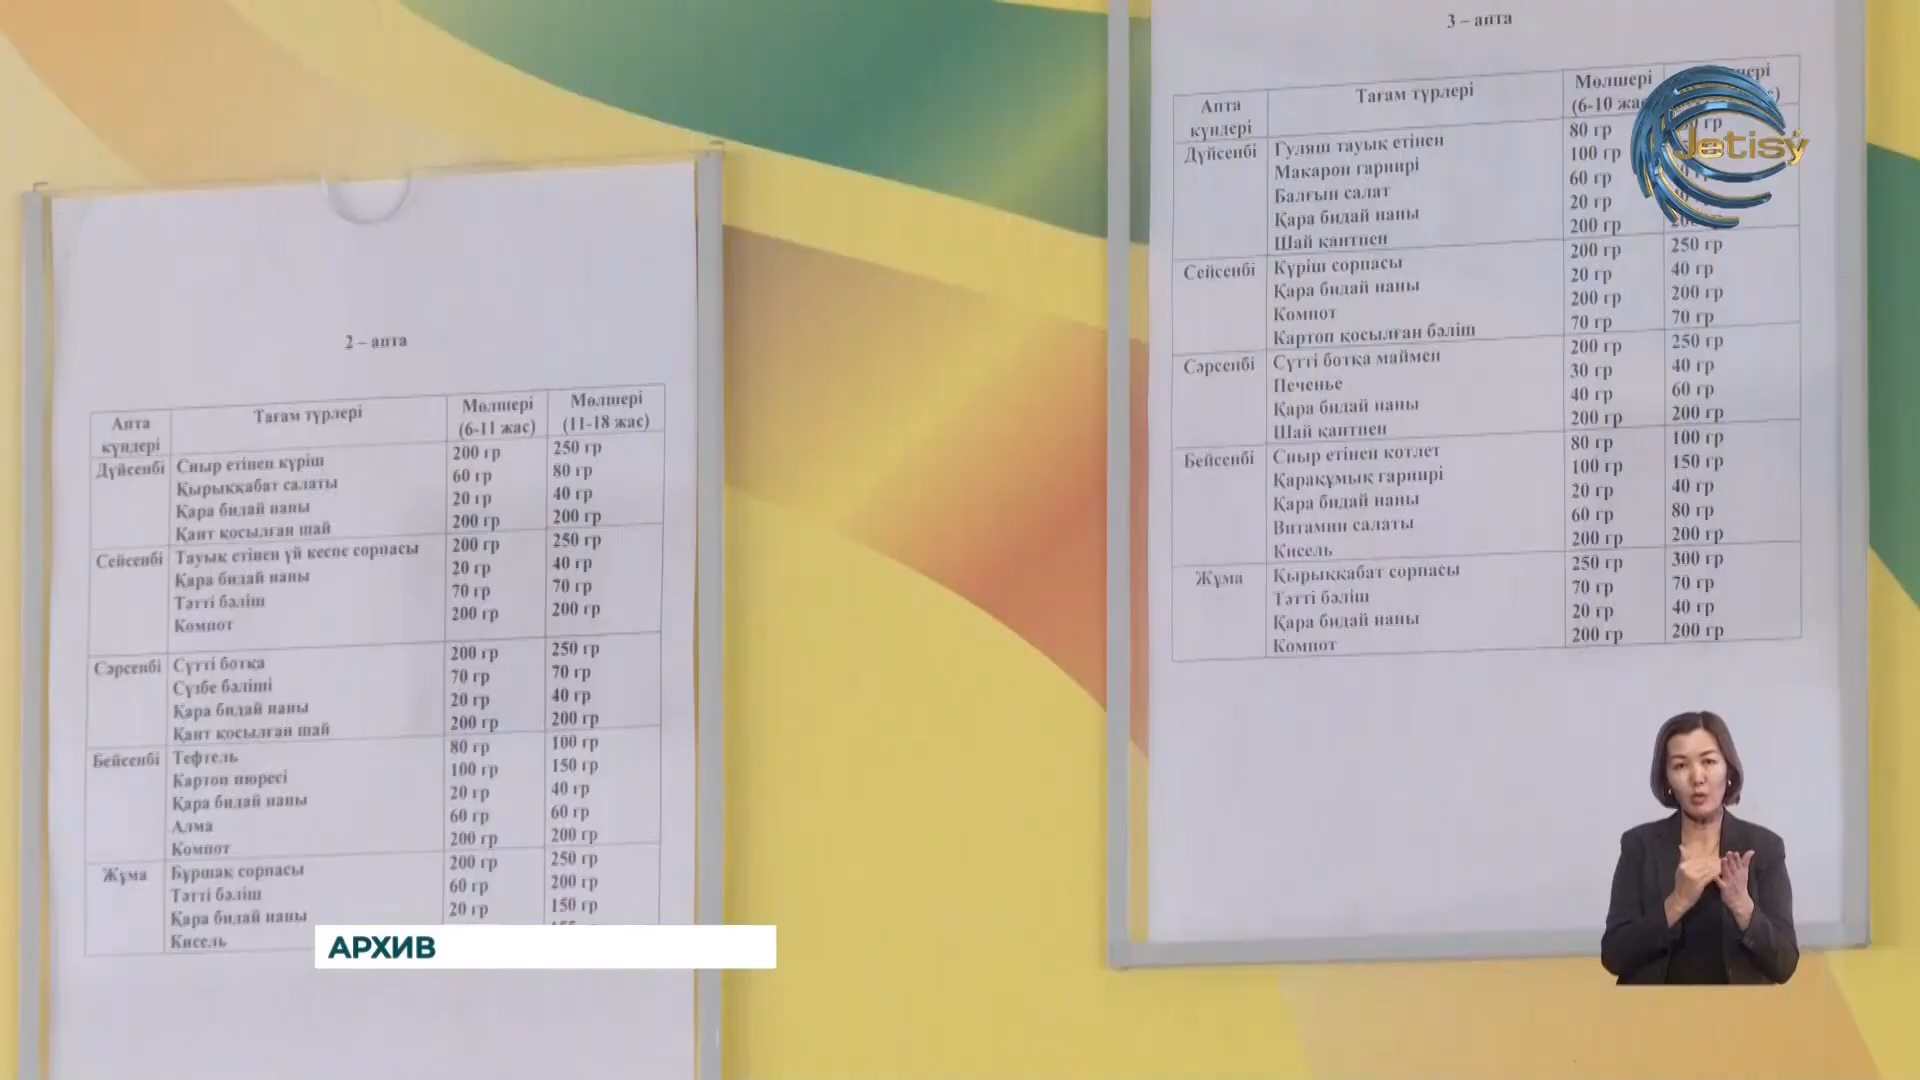 2 – апта
Апта күндері Тағам түрлері Мөлшері (6-11 жас) Мөлшері (11-18 жас)
Дүйсенбі Сиыр етінен күріш 200 гр 250 гр
Қырыққабат салаты 60 гр 80 гр
Қара бидай наны 20 гр 40 гр
Қант қосылған шай 200 гр 200 гр
Сейсенбі Тауық етінен үй кеспе сорпасы 200 гр 250 гр
Қара бидай наны 20 гр 40 гр
Тәтті бәліш 70 гр 70 гр
Компот 200 гр 200 гр
Сәрсенбі Сүтті ботқа 200 гр 250 гр
Сүзбе бәліші 70 гр 70 гр
Қара бидай наны 20 гр 40 гр
Қант қосылған шай 200 гр 200 гр
Бейсенбі Тефтель 80 гр 100 гр
Картоп пюресі 100 гр 150 гр
Қара бидай наны 20 гр 40 гр
Алма 60 гр 60 гр
Компот 200 гр 200 гр
Жұма Бұршақ сорпасы 200 гр 250 гр
Тәтті бәліш 60 гр 200 гр
Қара бидай наны 20 гр 150 гр
Кисель
3 – апта
Апта күндері Тағам түрлері Мөлшері (6-10 жас)
Дүйсенбі Гуляш тауық етінен 80 гр
Макарон гарнирі 100 гр
Балғын салат 60 гр
Қара бидай наны 20 гр
Шай қантпен 200 гр
Сейсенбі Күріш сорпасы 200 гр 250 гр
Қара бидай наны 20 гр 40 гр
Компот 200 гр 200 гр
Картоп қосылған бәліш 70 гр 70 гр
Сәрсенбі Сүтті ботқа маймен 200 гр 250 гр
Печенье 30 гр 40 гр
Қара бидай наны 40 гр 60 гр
Шай қантпен 200 гр 200 гр
Бейсенбі Сиыр етінен котлет 80 гр 100 гр
Қарақұмық гарнирі 100 гр 150 гр
Қара бидай наны 20 гр 40 гр
Витамин салаты 60 гр 80 гр
Кисель 200 гр 200 гр
Жұма Қырыққабат сорпасы 250 гр 300 гр
Тәтті бәліш 70 гр 70 гр
Қара бидай наны 20 гр 40 гр
Компот 200 гр 200 гр
Jetisý
АРХИВ